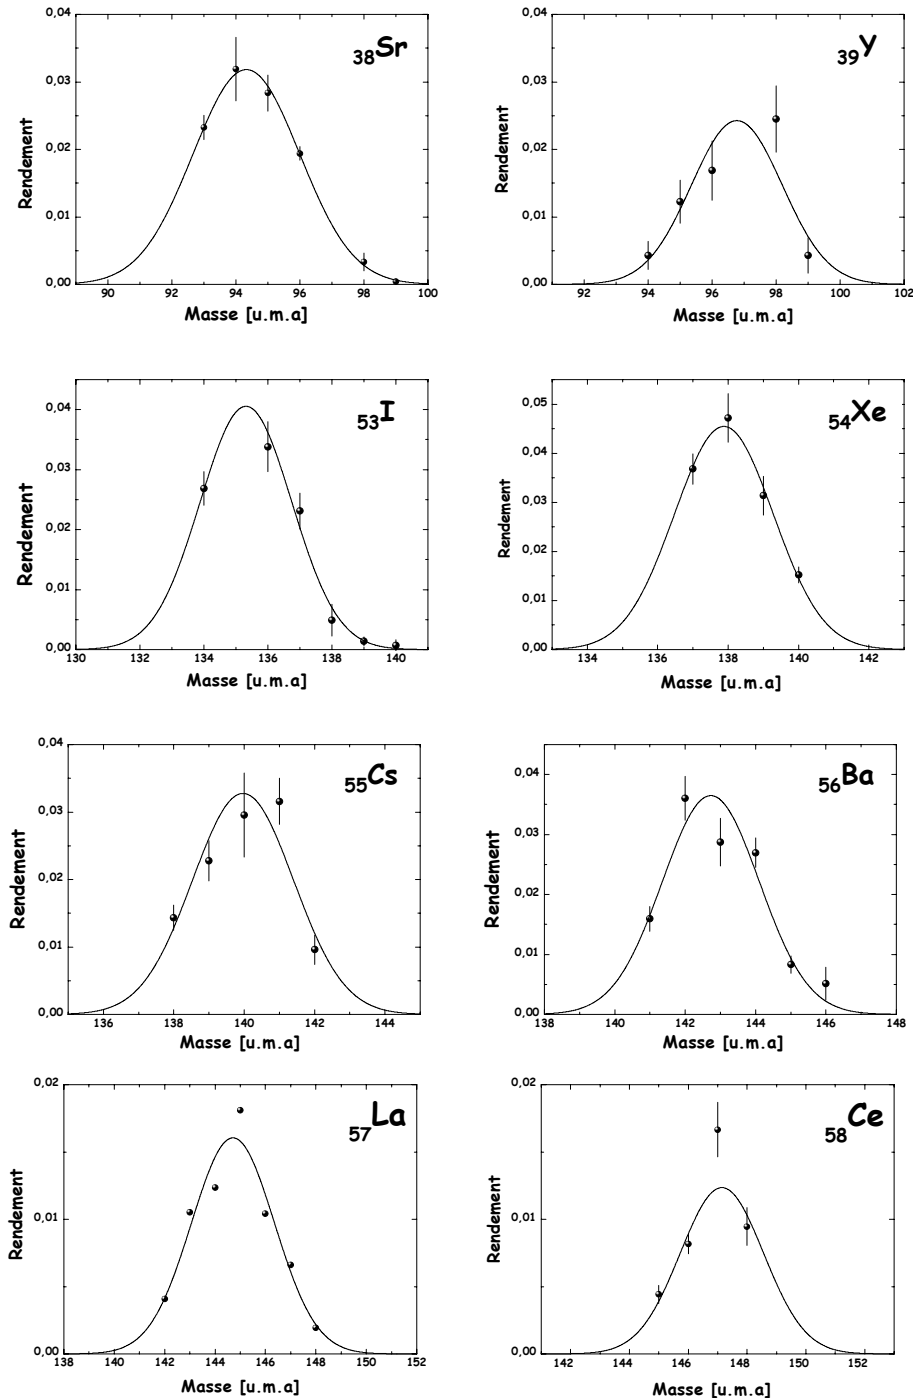 0,04
0,03
0,02
0,01
0,00
Rendement
38Sr
90 92 94 96 98 100
Masse [u.m.a]
0,04
0,03
0,02
0,01
0,00
Rendement
39Y
92 94 96 98 100 102
Masse [u.m.a]
0,04
0,03
0,02
0,01
0,00
Rendement
53I
130 132 134 136 138 140
Masse [u.m.a]
0,05
0,04
0,03
0,02
0,01
0,00
Rendement
54Xe
134 136 138 140 142
Masse [u.m.a]
0,04
0,03
0,02
0,01
0,00
Rendement
55Cs
136 138 140 142 144
Masse [u.m.a]
0,04
0,03
0,02
0,01
0,00
Rendement
56Ba
138 140 142 144 146 148
Masse [u.m.a]
0,02
0,01
0,00
Rendement
57La
138 140 142 144 146 148 150 152
Masse [u.m.a]
0,02
0,01
0,00
Rendement
58Ce
142 144 146 148 150 152
Masse [u.m.a]